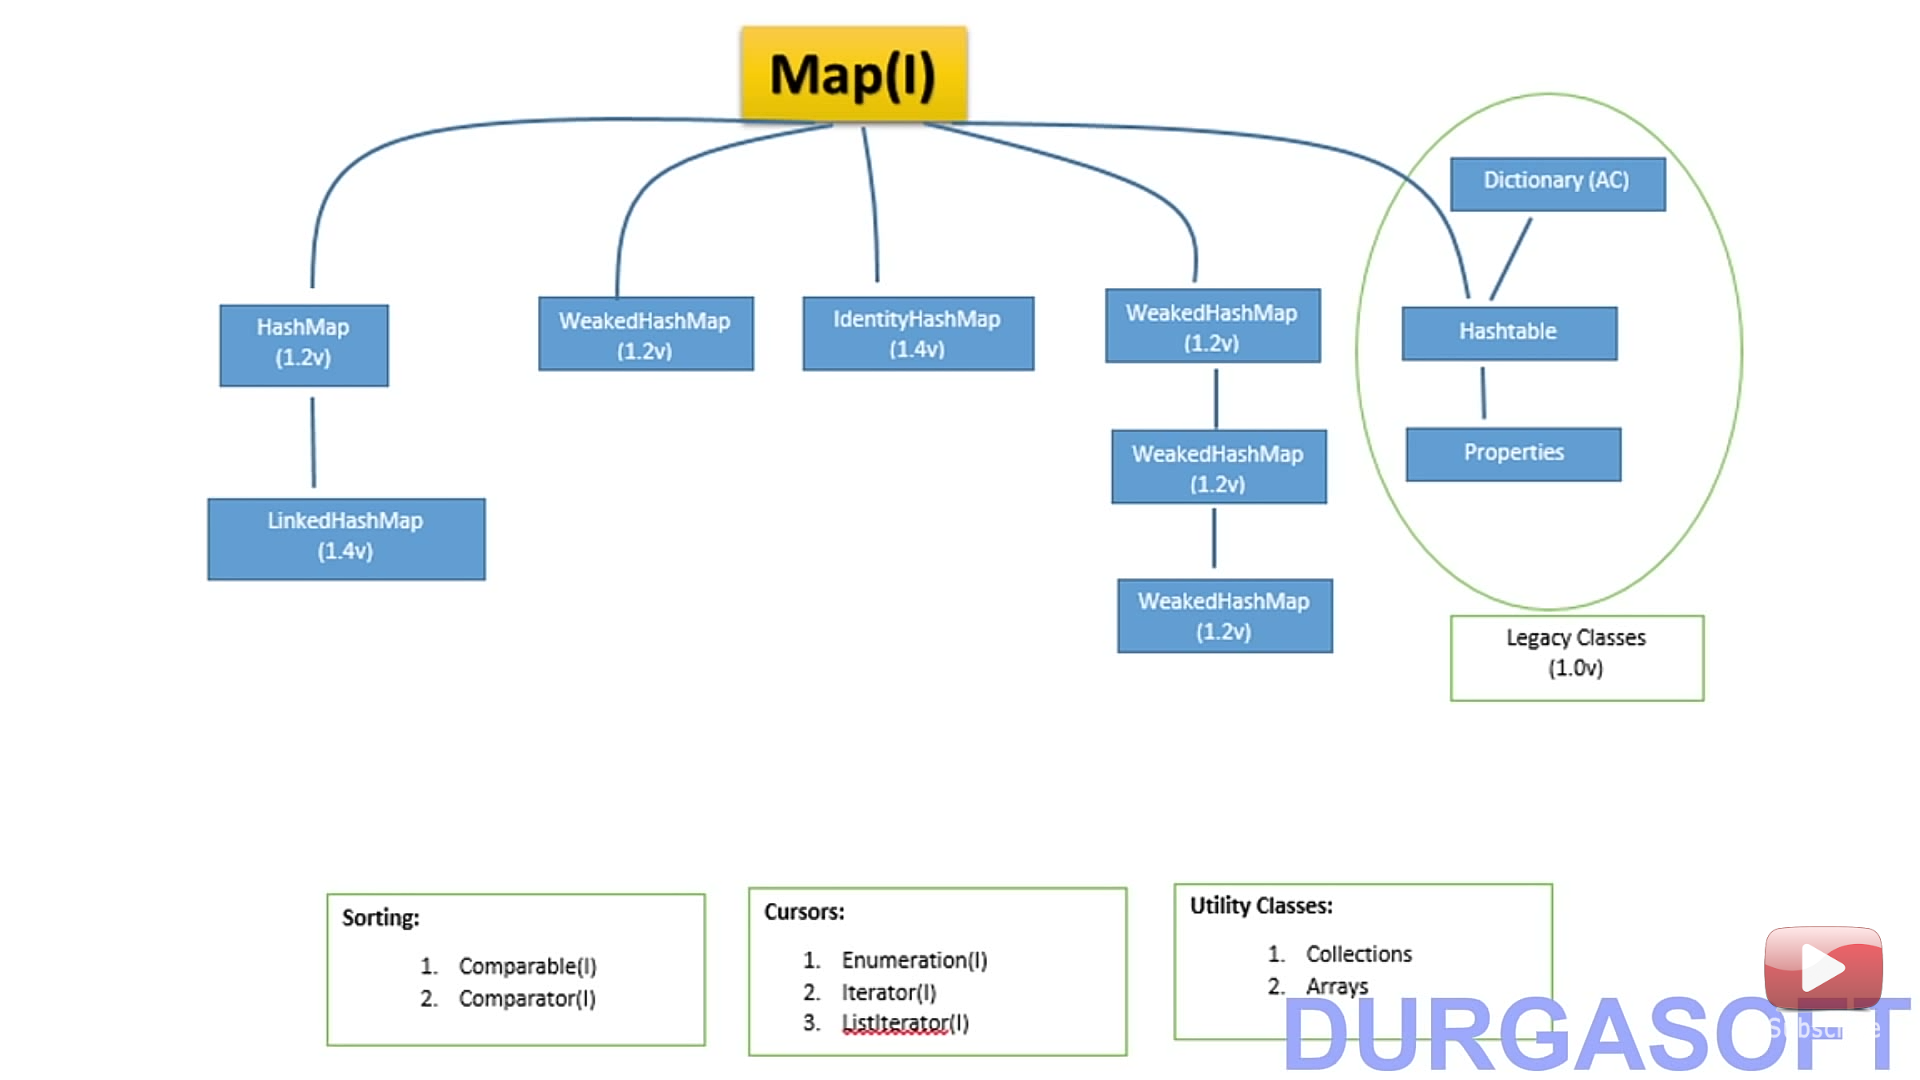 Map(I)
Dictionary (AC)
HashMap
(1.2v)
WeakedHashMap
(1.2v)
IdentityHashMap
(1.4v)
WeakedHashMap
(1.2v)
Hashtable
WeakedHashMap
(1.2v)
Properties
LinkedHashMap
(1.4v)
WeakedHashMap
(1.2v)
Legacy Classes
(1.0v)
Sorting:
1. Comparable(I)
2. Comparator(I)
Cursors:
1. Enumeration(I)
2. Iterator(I)
3. ListIterator(I)
Utility Classes:
1. Collections
2. Arrays
DURGASOFT
Subscribe